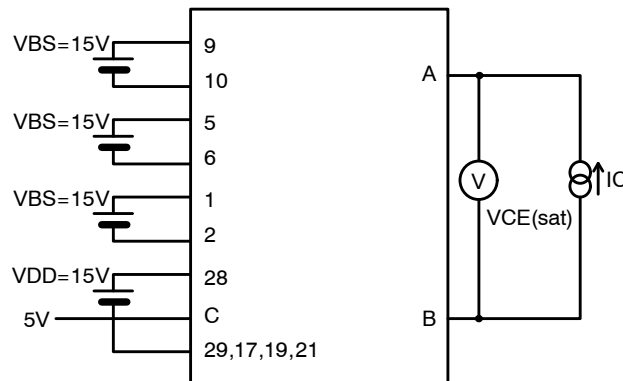 VBS=15V
9
10
A
VBS=15V
5
6
V
IC
VBS=15V
1
2
VCE(sat)
VDD=15V
28
5V
C
B
29,17,19,21